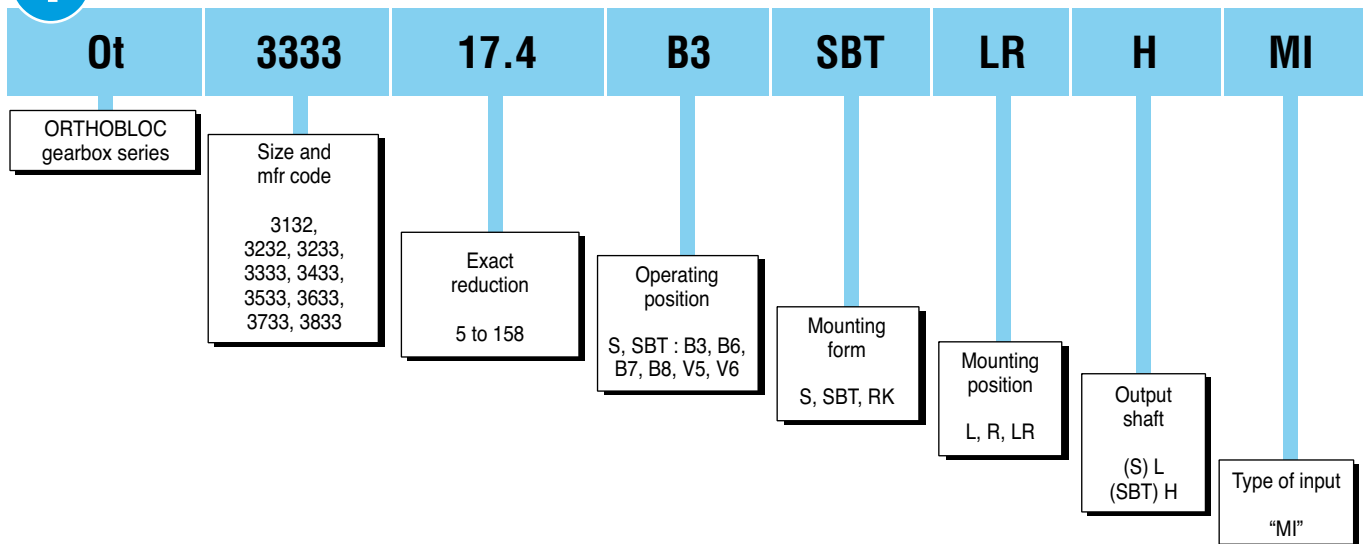 Ot 3333 17.4 B3 SBT LR H MI
ORTHOBLOC
gearbox series
Size and
mfr code
3132,
3232, 3233,
3333, 3433,
3533, 3633,
3733, 3833
Exact
reduction
5 to 158
Operating
position
S, SBT : B3, B6,
B7, B8, V5, V6
Mounting
form
S, SBT, RK
Mounting
position
L, R, LR
Output
shaft
(S) L
(SBT) H
Type of input
“MI”